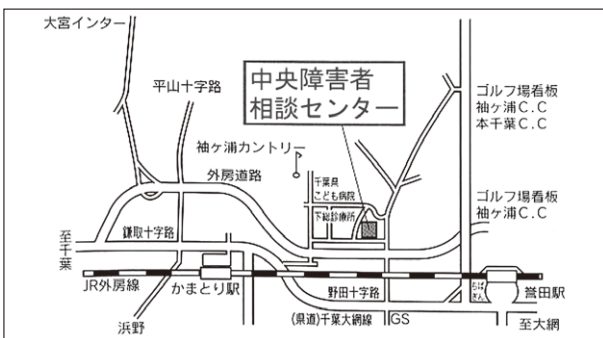 大宮インター
平山十字路
中央障害者
相談センター
ゴルフ場看板
袖ヶ浦C.C
本千葉C.C
袖ヶ浦カントリー
外房道路
千葉県
こども病院
下総診療所
ゴルフ場看板
袖ヶ浦C.C
鎌取十字路
至千葉
JR外房線
かまとり駅
野田十字路
ちばぎん
誉田駅
浜野
(県道)千葉大網線
GS
至大網